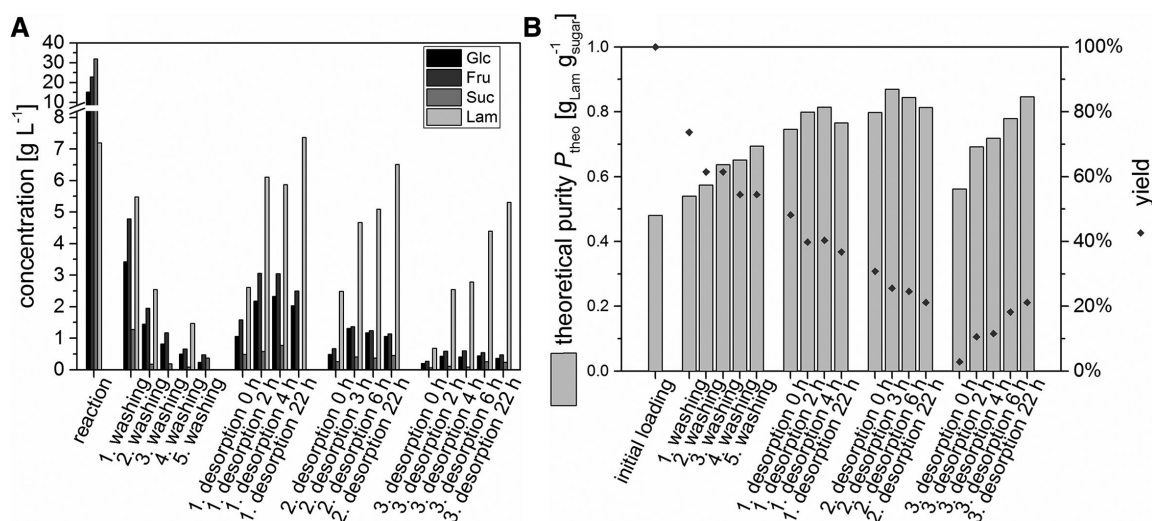 A
concentration [g L⁻¹]
40
30
20
10
8
7
6
5
4
3
2
1
0
Glc
Fru
Suc
Lam
reaction
1. washing
2. washing
3. washing
4. washing
5. washing
1. desorption 0 h
1. desorption 2 h
1. desorption 4 h
1. desorption 22 h
2. desorption 0 h
2. desorption 3 h
2. desorption 6 h
2. desorption 22 h
3. desorption 0 h
3. desorption 2 h
3. desorption 4 h
3. desorption 6 h
3. desorption 22 h
B
theoretical purity P theo [g Lam g⁻¹ sugar]
1.0
0.8
0.6
0.4
0.2
0.0
100%
80%
60%
40%
20%
0%
yield
initial loading
1. washing
2. washing
3. washing
4. washing
5. washing
1. desorption 0 h
1. desorption 2 h
1. desorption 4 h
1. desorption 22 h
2. desorption 0 h
2. desorption 3 h
2. desorption 6 h
2. desorption 22 h
3. desorption 0 h
3. desorption 2 h
3. desorption 4 h
3. desorption 6 h
3. desorption 22 h